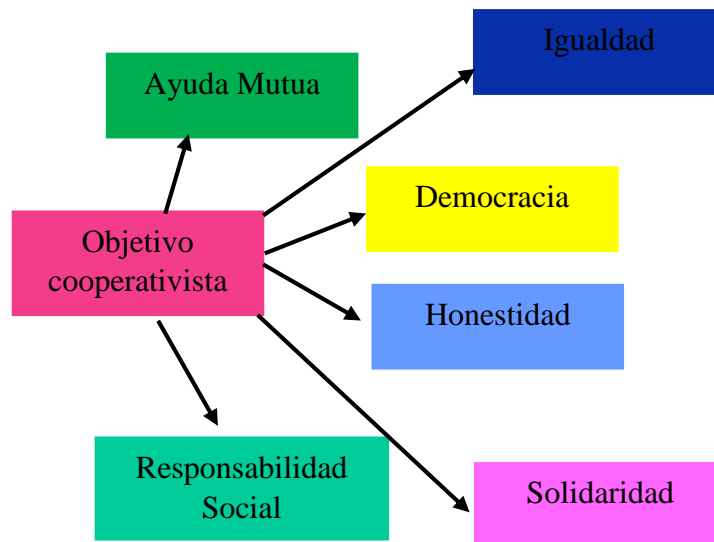 Igualdad
Ayuda Mutua
Democracia
Objetivo
cooperativista
Honestidad
Responsabilidad
Social
Solidaridad